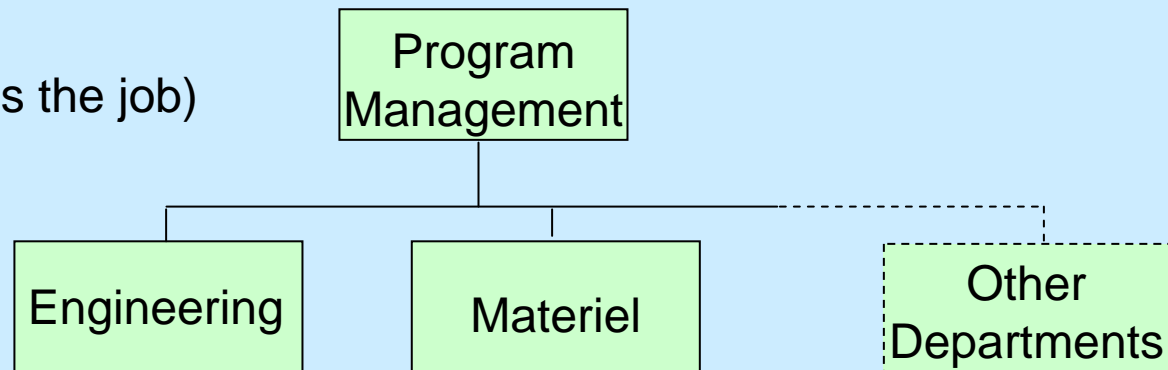 Program
Management
s the job)
Engineering
Materiel
Other
Departments